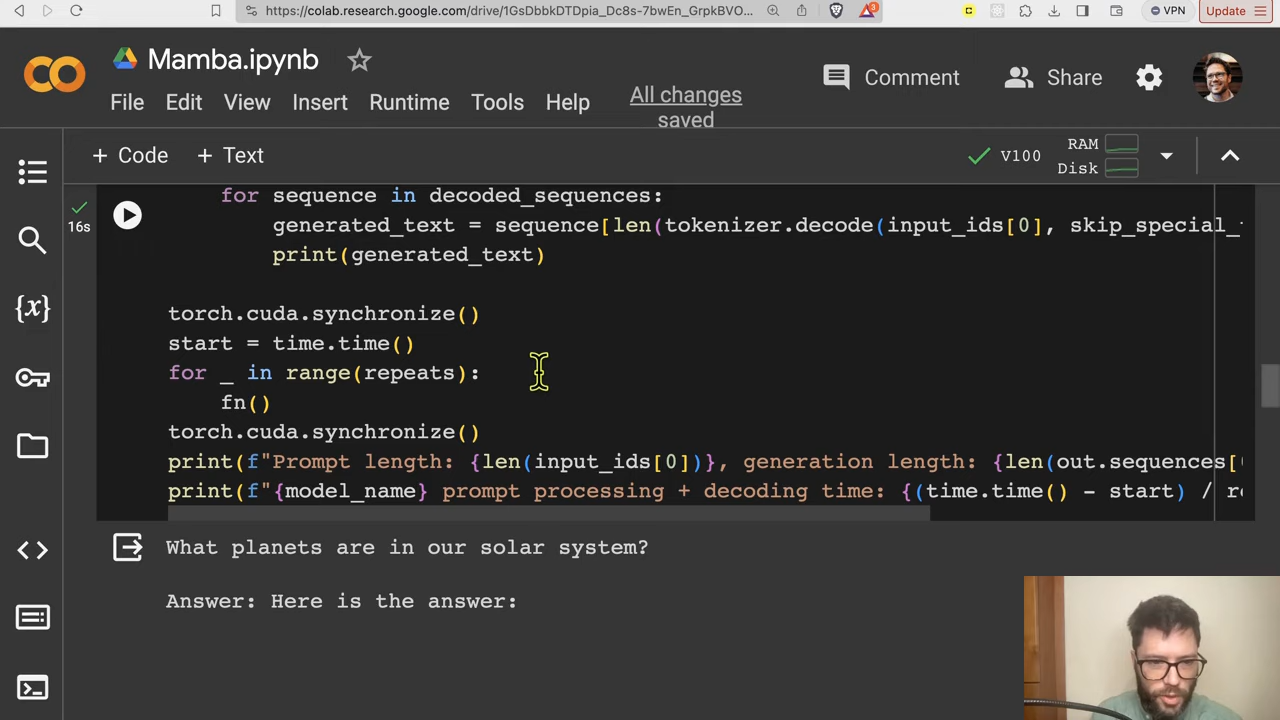 https://colab.research.google.com/drive/1GsDbbkDTDpia_Dc8s-7bwEn_GrpkBVO...
3
VPN
Update
Mamba.ipynb
Comment
Share
File Edit View Insert Runtime Tools Help
All changes
saved
+ Code + Text
V100
RAM
Disk
16s
for sequence in decoded_sequences:
generated_text = sequence[len(tokenizer.decode(input_ids[0], skip_special_
print(generated_text)
torch.cuda.synchronize()
start = time.time()
for _ in range(repeats):
fn()
torch.cuda.synchronize()
print(f"Prompt length: {len(input_ids[0])}, generation length: {len(out.sequences[
print(f"{model_name} prompt processing + decoding time: {(time.time() - start) / re
{x}
What planets are in our solar system?
Answer: Here is the answer: